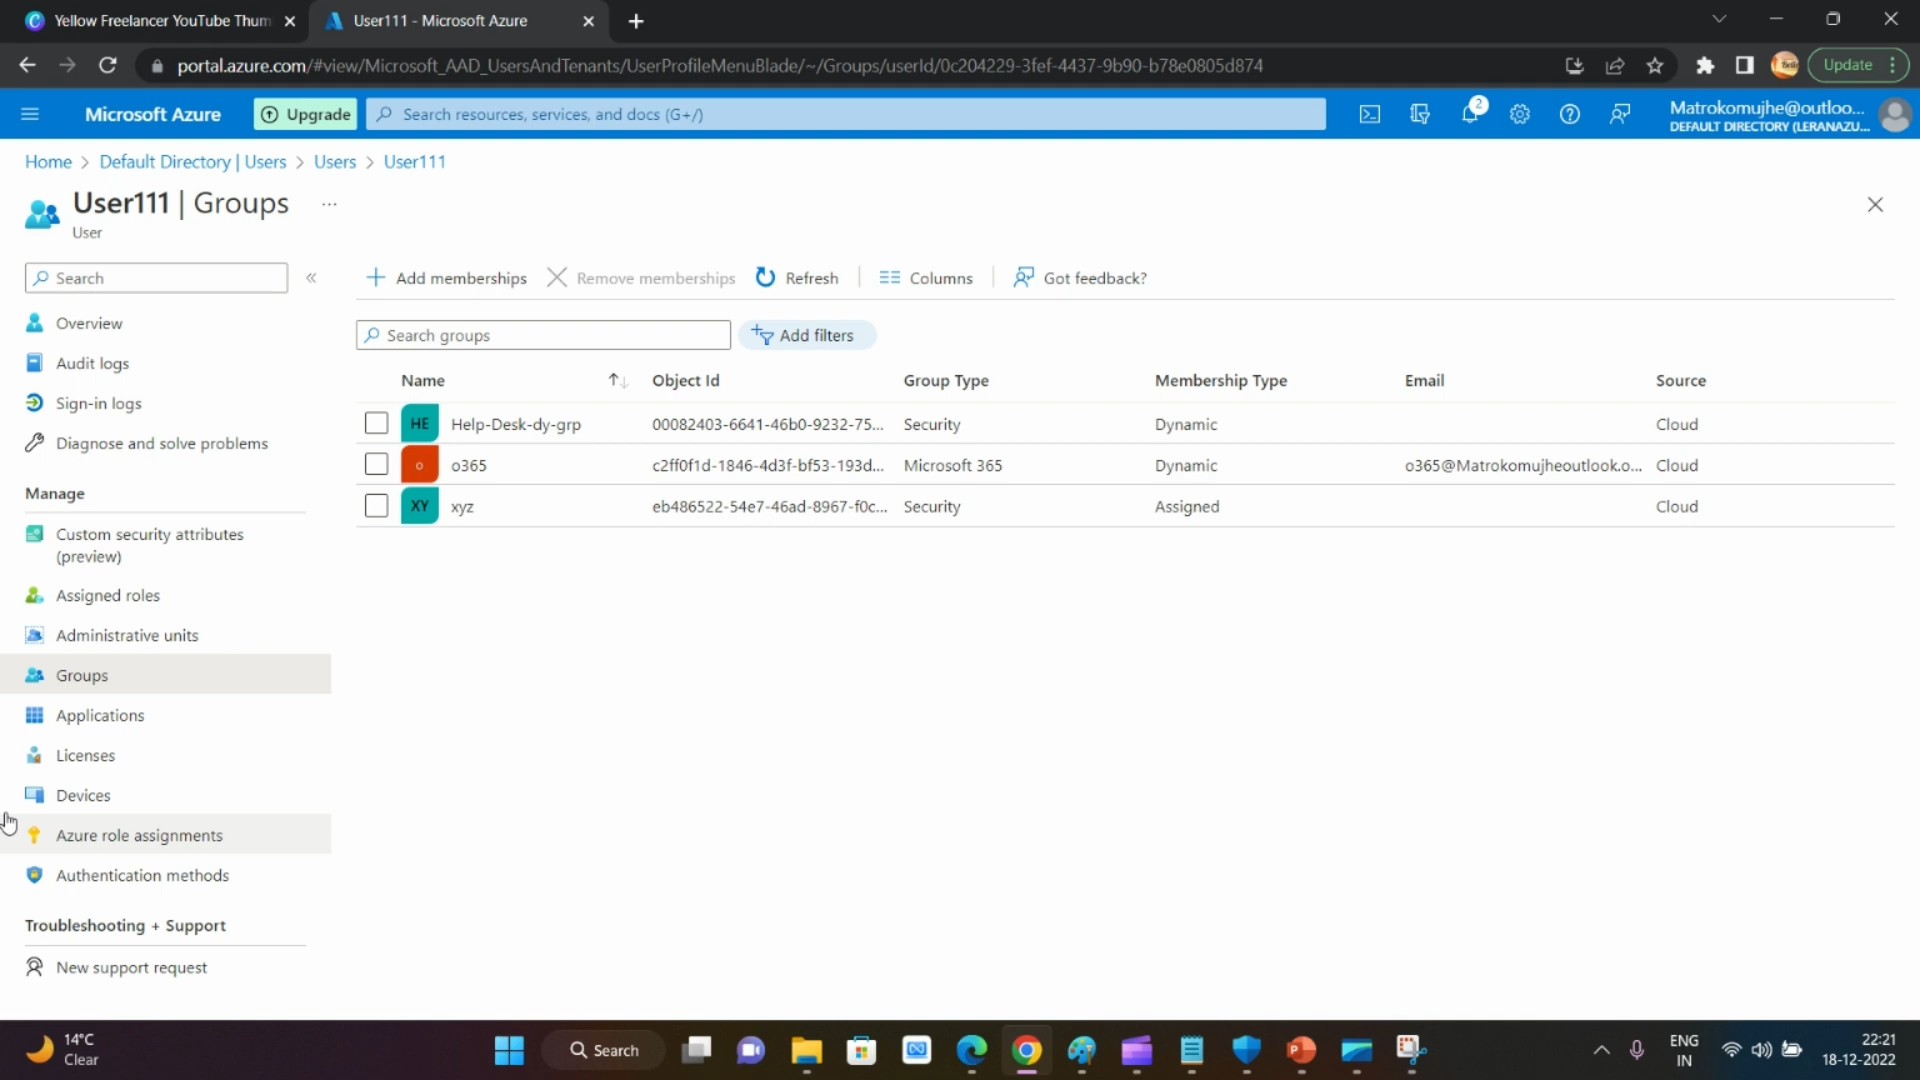 Yellow Freelancer YouTube Thum
User111 - Microsoft Azure
portal.azure.com/#view/Microsoft_AAD_UsersAndTenants/UserProfileMenuBlade/~/Groups/userId/0c204229-3fef-4437-9b90-b78e0805d874
Update
Microsoft Azure
Upgrade
Search resources, services, and docs (G+/)
2
Matrokomujhe@outloo...
DEFAULT DIRECTORY (LERANAZU...
Home > Default Directory | Users > Users > User111
User111 | Groups ...
User
Search
«
Add memberships
Remove memberships
Refresh
Columns
Got feedback?
Overview
Audit logs
Sign-in logs
Diagnose and solve problems
Manage
Custom security attributes
(preview)
Assigned roles
Administrative units
Groups
Applications
Licenses
Devices
Azure role assignments
Authentication methods
Troubleshooting + Support
New support request
Search groups
Add filters
Name Object Id Group Type Membership Type Email Source
HE Help-Desk-dy-grp 00082403-6641-46b0-9232-75... Security Dynamic Cloud
o o365 c2ff0f1d-1846-4d3f-bf53-193d... Microsoft 365 Dynamic o365@Matrokomujheoutlook.o... Cloud
XY xyz eb486522-54e7-46ad-8967-f0c... Security Assigned Cloud
14°C
Clear
Search
ENG
IN
22:21
18-12-2022